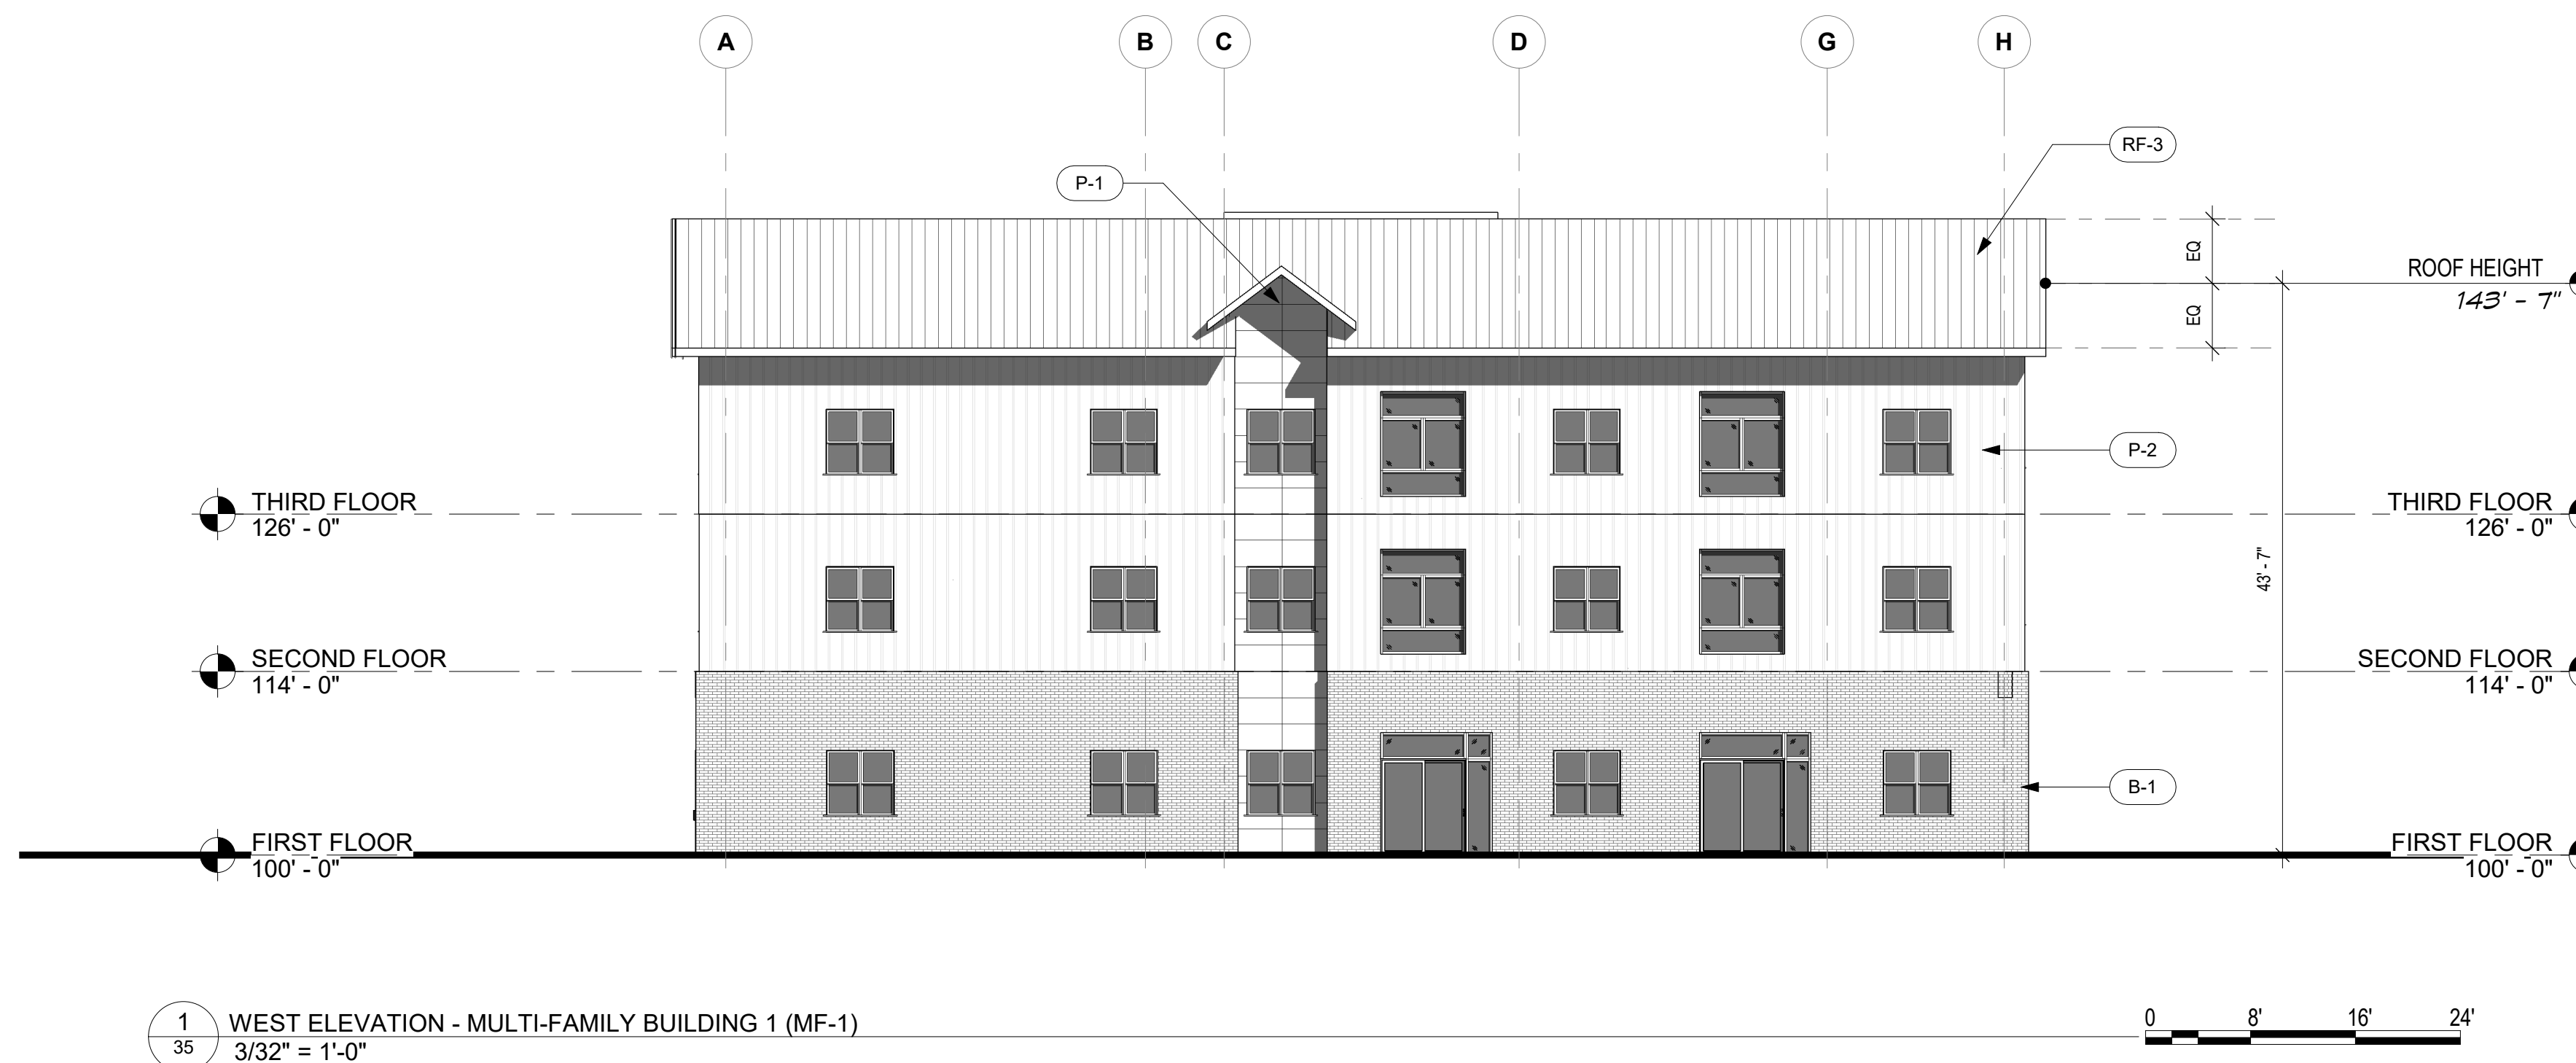 A B C D G H
RF-3
P-1
EQ
ROOF HEIGHT
143' - 7"
EQ
P-2
THIRD FLOOR
126' - 0"
THIRD FLOOR
126' - 0"
43' - 7"
SECOND FLOOR
114' - 0"
SECOND FLOOR
114' - 0"
B-1
FIRST FLOOR
100' - 0"
FIRST FLOOR
100' - 0"
1
35
WEST ELEVATION - MULTI-FAMILY BUILDING 1 (MF-1)
3/32" = 1'-0"
0 8' 16' 24'